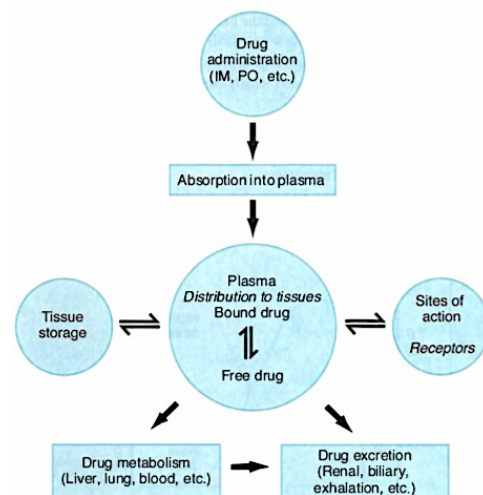 Drug
administration
(IM, PO, etc.)
Absorption into plasma
Plasma
Distribution to tissues
Bound drug
Free drug
Tissue
storage
Sites of
action
Receptors
Drug metabolism
(Liver, lung, blood, etc.)
Drug excretion
(Renal, biliary,
exhalation, etc.)